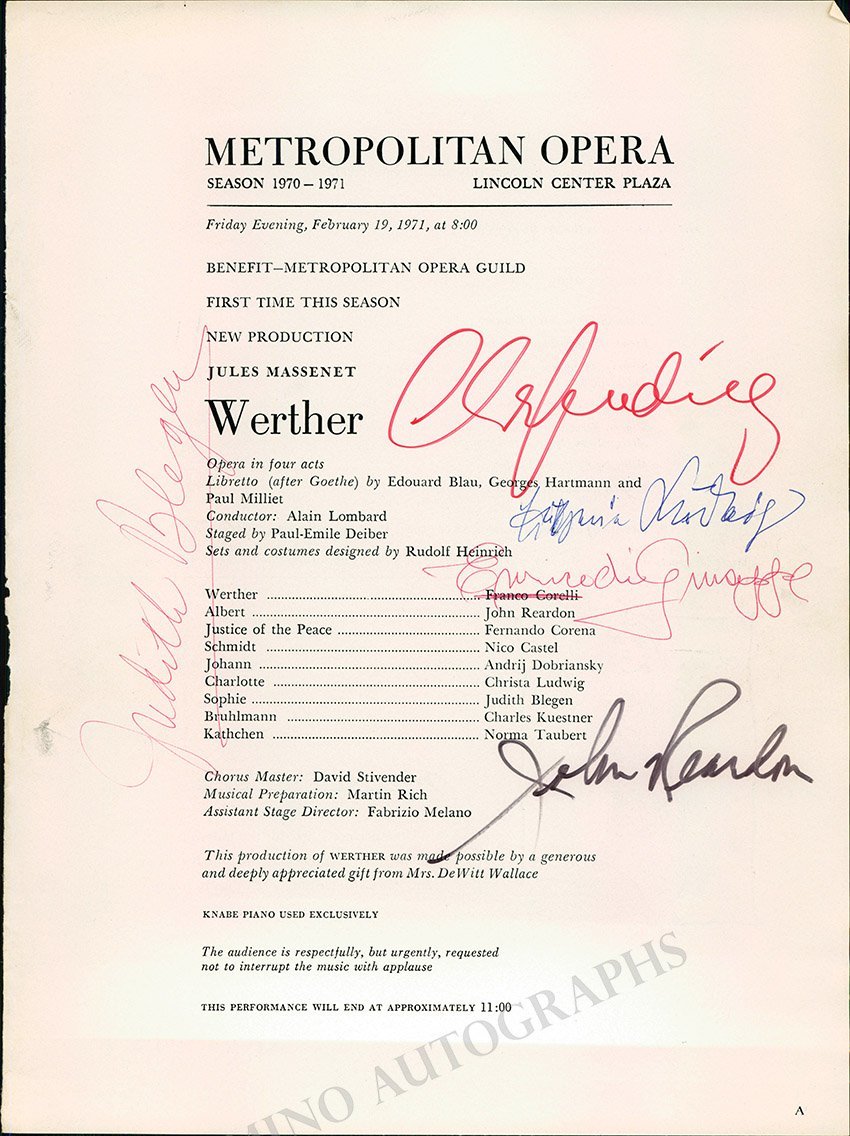 METROPOLITAN OPERA
SEASON 1970–1971 LINCOLN CENTER PLAZA
Friday Evening, February 19, 1971, at 8:00
BENEFIT—METROPOLITAN OPERA GUILD
FIRST TIME THIS SEASON
NEW PRODUCTION
JULES MASSENET
Werther
Opera in four acts
Libretto (after Goethe) by Edouard Blau, Georges Hartmann and
Paul Milliet
Conductor: Alain Lombard
Staged by Paul-Emile Deiber
Sets and costumes designed by Rudolf Heinrich
Ludwig
Enrico di Giuseppe
Judith Blegen
Werther ........ Franco Corelli
Albert ........ John Reardon
Justice of the Peace ........ Fernando Corena
Schmidt ........ Nico Castel
Johann ........ Andrij Dobriansky
Charlotte ........ Christa Ludwig
Sophie ........ Judith Blegen
Bruhlmann ........ Charles Kuestner
Kathchen ........ Norma Taubert
John Reardon
Chorus Master: David Stivender
Musical Preparation: Martin Rich
Assistant Stage Director: Fabrizio Melano
This production of WERTHER was made possible by a generous
and deeply appreciated gift from Mrs. DeWitt Wallace
KNABE PIANO USED EXCLUSIVELY
The audience is respectfully, but urgently, requested
not to interrupt the music with applause
THIS PERFORMANCE WILL END AT APPROXIMATELY 11:00
MINO AUTOGRAPHS
A